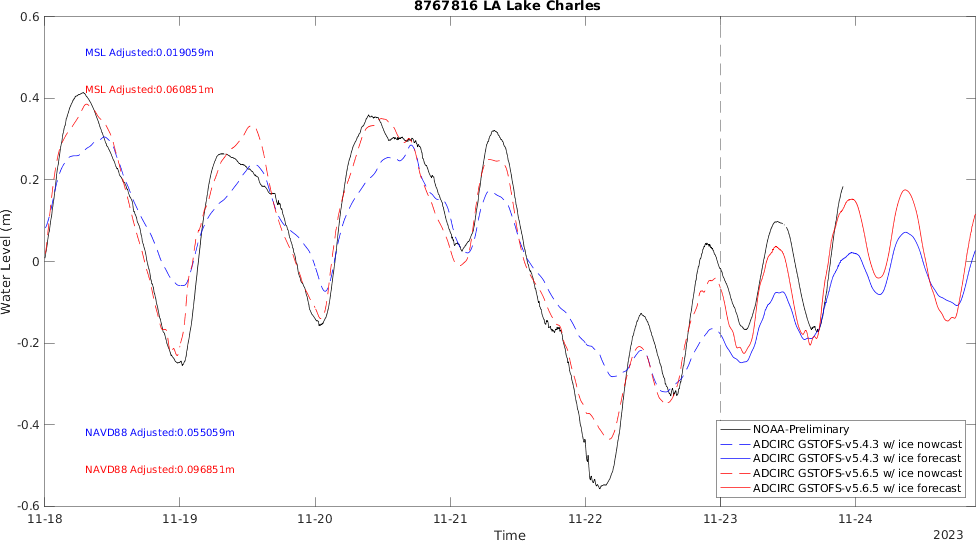 8767816 LA Lake Charles
0.6
MSL Adjusted:0.019059m
0.4
MSL Adjusted:0.060851m
0.2
Water Level (m)
0
-0.2
-0.4
NAVD88 Adjusted:0.055059m
NAVD88 Adjusted:0.096851m
-0.6
NOAA-Preliminary
ADCIRC GSTOFS-v5.4.3 w/ ice nowcast
ADCIRC GSTOFS-v5.4.3 w/ ice forecast
ADCIRC GSTOFS-v5.6.5 w/ ice nowcast
ADCIRC GSTOFS-v5.6.5 w/ ice forecast
11-18 11-19 11-20 11-21 11-22 11-23 11-24
Time
2023